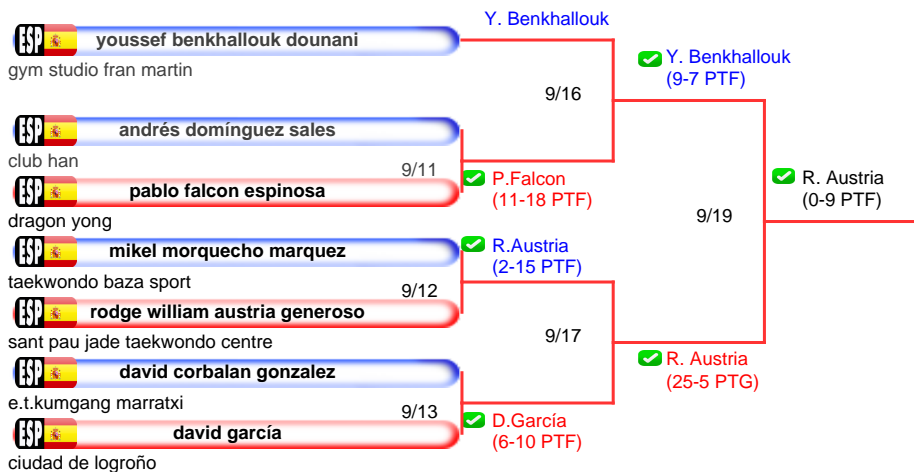 Y. Benkhallouk
ESP youssef benkhallouk dounani
gym studio fran martin
Y. Benkhallouk
(9-7 PTF)
9/16
ESP andrés domínguez sales
club han
9/11
P.Falcon
(11-18 PTF)
ESP pablo falcon espinosa
dragon yong
R. Austria
(0-9 PTF)
9/19
ESP mikel morquecho marquez
taekwondo baza sport
R.Austria
(2-15 PTF)
9/12
ESP rodge william austria generoso
sant pau jade taekwondo centre
9/17
R. Austria
(25-5 PTG)
ESP david corbalan gonzalez
e.t.kumgang marratxi
9/13
D.García
(6-10 PTF)
ESP david garcía
ciudad de logroño